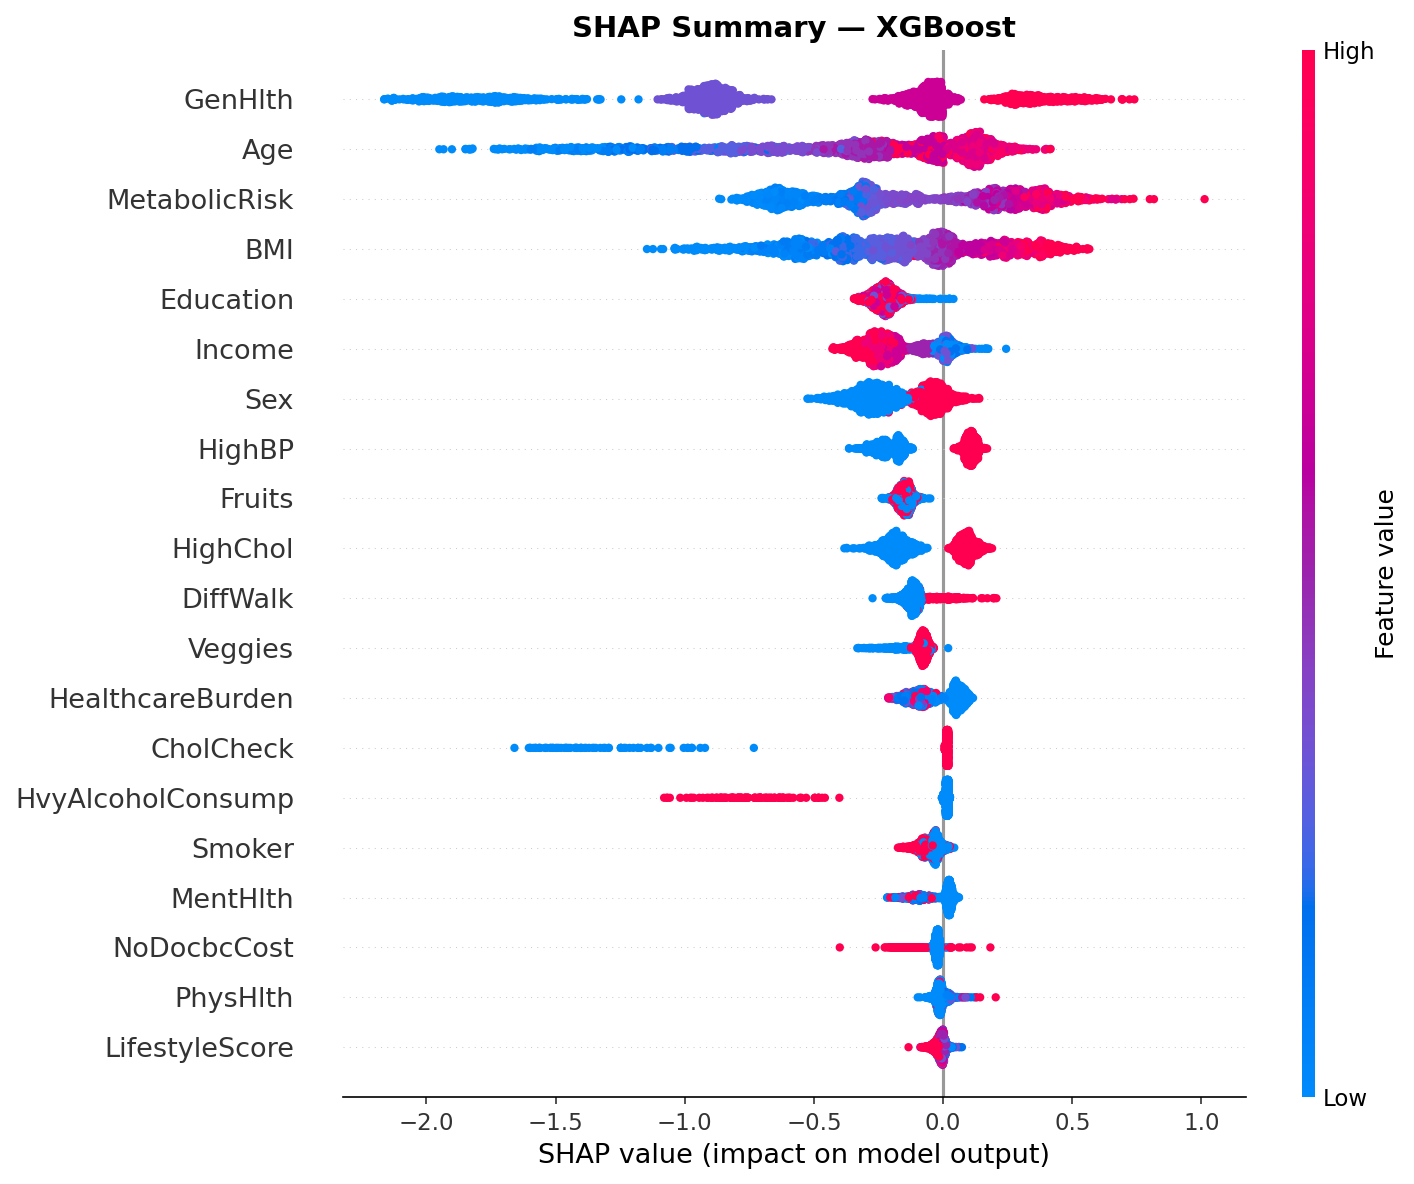 SHAP Summary — XGBoost
High
GenHlth
Age
MetabolicRisk
BMI
Education
Income
Sex
HighBP
Fruits
HighChol
DiffWalk
Veggies
HealthcareBurden
CholCheck
HvyAlcoholConsump
Smoker
MentHlth
NoDocbcCost
PhysHlth
LifestyleScore
Feature value
Low
−2.0 −1.5 −1.0 −0.5 0.0 0.5 1.0
SHAP value (impact on model output)